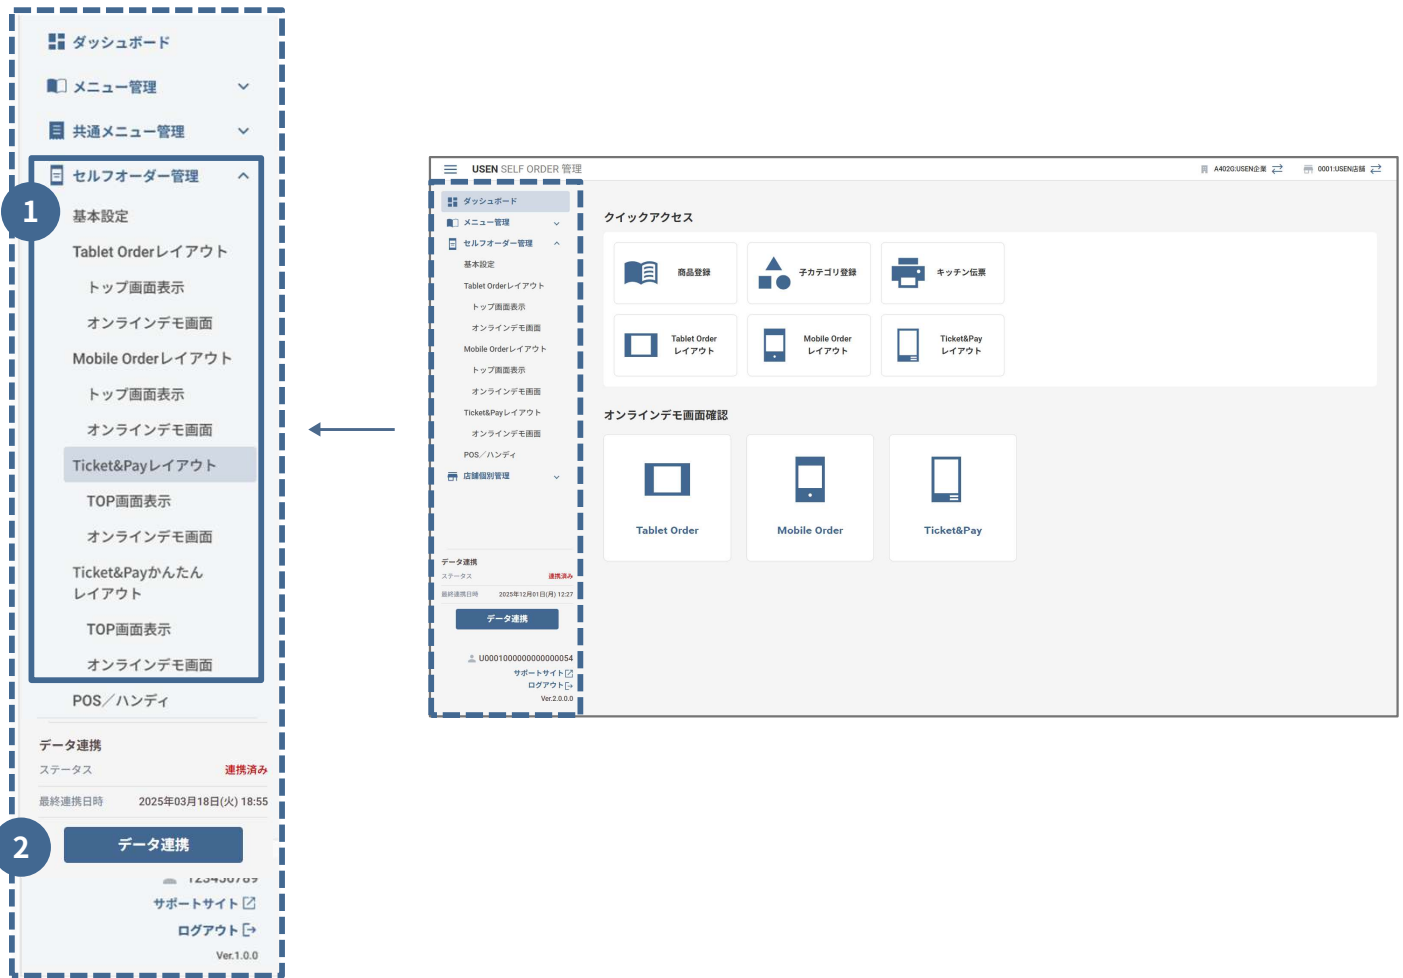 ダッシュボード
メニュー管理
共通メニュー管理
セルフオーダー管理
1
基本設定
Tablet Orderレイアウト
トップ画面表示
オンラインデモ画面
Mobile Orderレイアウト
トップ画面表示
オンラインデモ画面
Ticket&Payレイアウト
TOP画面表示
オンラインデモ画面
Ticket&Payかんたん
レイアウト
TOP画面表示
オンラインデモ画面
POS／ハンディ
データ連携
ステータス 連携済み
最終連携日時 2025年03月18日(火) 18:55
2
データ連携
123456789
サポートサイト
ログアウト
Ver.1.0.0
USEN SELF ORDER 管理
A402G:USEN企業
0001:USEN店舗
ダッシュボード
メニュー管理
セルフオーダー管理
基本設定
Tablet Orderレイアウト
トップ画面表示
オンラインデモ画面
Mobile Orderレイアウト
トップ画面表示
オンラインデモ画面
Ticket&Payレイアウト
オンラインデモ画面
POS／ハンディ
店舗個別管理
データ連携
ステータス 連携済み
最終連携日時 2025年12月01日(月) 12:27
データ連携
U0001000000000000054
サポートサイト
ログアウト
Ver.2.0.0.0
クイックアクセス
商品登録
子カテゴリ登録
キッチン伝票
Tablet Order
レイアウト
Mobile Order
レイアウト
Ticket&Pay
レイアウト
オンラインデモ画面確認
Tablet Order
Mobile Order
Ticket&Pay